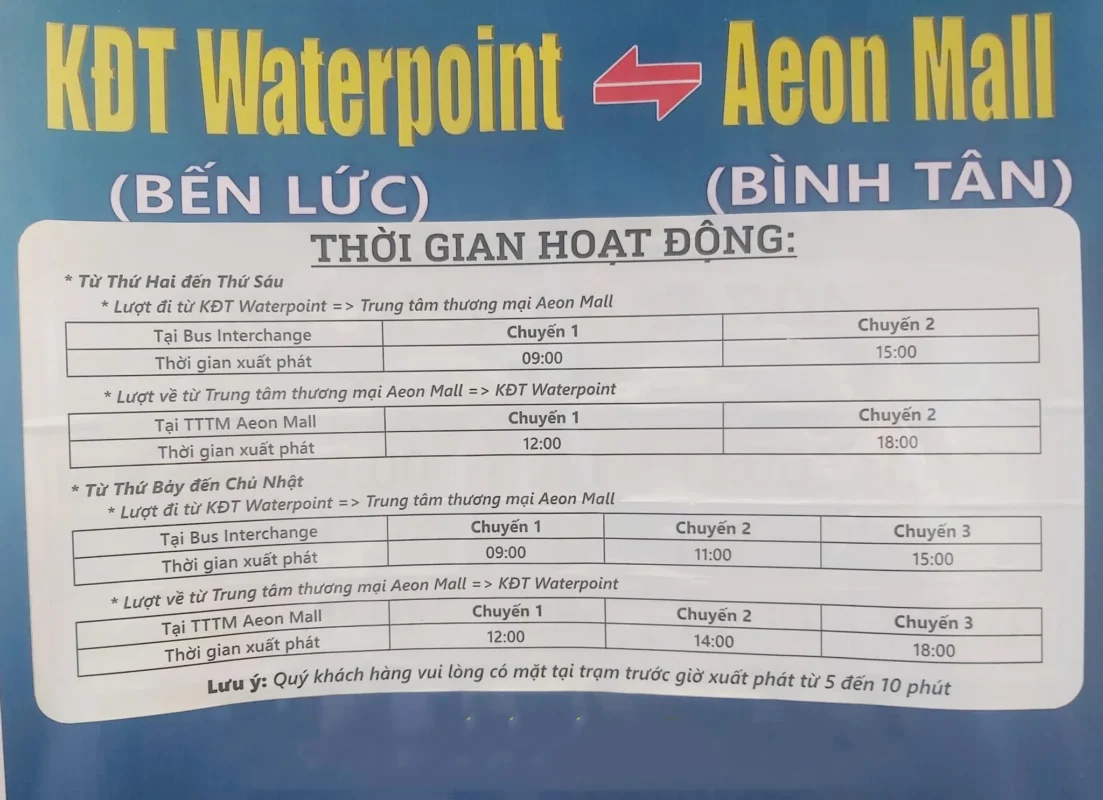 KĐT Waterpoint Aeon Mall
(BẾN LỨC) (BÌNH TÂN)
THỜI GIAN HOẠT ĐỘNG:
* Từ Thứ Hai đến Thứ Sáu
* Lượt đi từ KĐT Waterpoint => Trung tâm thương mại Aeon Mall
Tại Bus Interchange Chuyến 1 Chuyến 2
Thời gian xuất phát 09:00 15:00
* Lượt về từ Trung tâm thương mại Aeon Mall => KĐT Waterpoint
Tại TTTM Aeon Mall Chuyến 1 Chuyến 2
Thời gian xuất phát 12:00 18:00
* Từ Thứ Bảy đến Chủ Nhật
* Lượt đi từ KĐT Waterpoint => Trung tâm thương mại Aeon Mall
Tại Bus Interchange Chuyến 1 Chuyến 2 Chuyến 3
Thời gian xuất phát 09:00 11:00 15:00
* Lượt về từ Trung tâm thương mại Aeon Mall => KĐT Waterpoint
Tại TTTM Aeon Mall Chuyến 1 Chuyến 2 Chuyến 3
Thời gian xuất phát 12:00 14:00 18:00
Lưu ý: Quý khách hàng vui lòng có mặt tại trạm trước giờ xuất phát từ 5 đến 10 phút